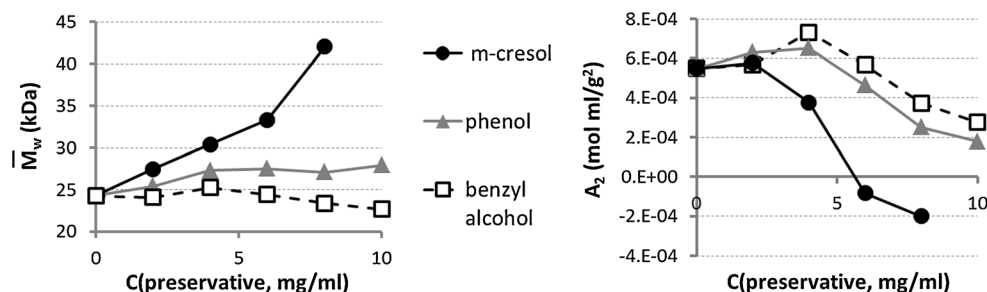 45
40
35
30
25
20
M̅w (kDa)
0
5
10
C(preservative, mg/ml)
m-cresol
phenol
benzyl
alcohol
8.E-04
6.E-04
4.E-04
2.E-04
0.E+00
-2.E-04
-4.E-04
A₂ (mol ml/g²)
0
5
10
C(preservative, mg/ml)